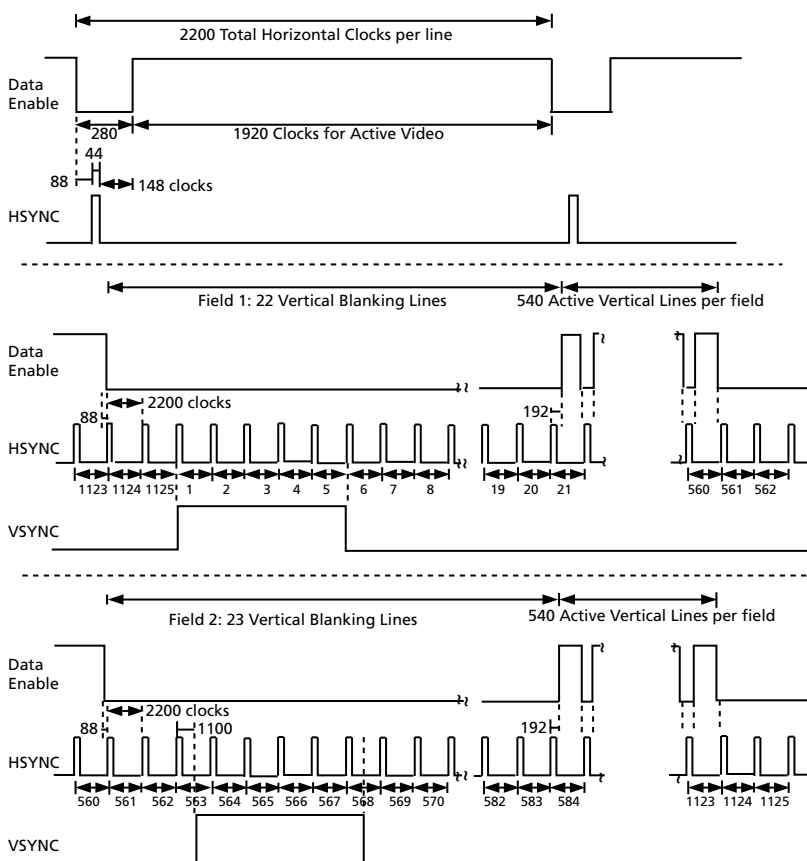 2200 Total Horizontal Clocks per line
Data
Enable
280
1920 Clocks for Active Video
44
88
148 clocks
HSYNC
Field 1: 22 Vertical Blanking Lines
540 Active Vertical Lines per field
Data
Enable
2200 clocks
88
192
HSYNC
1123 1124 1125 1 2 3 4 5 6 7 8 19 20 21 560 561 562
VSYNC
Field 2: 23 Vertical Blanking Lines
540 Active Vertical Lines per field
Data
Enable
2200 clocks
88
1100
192
HSYNC
560 561 562 563 564 565 566 567 568 569 570 582 583 584 1123 1124 1125
VSYNC